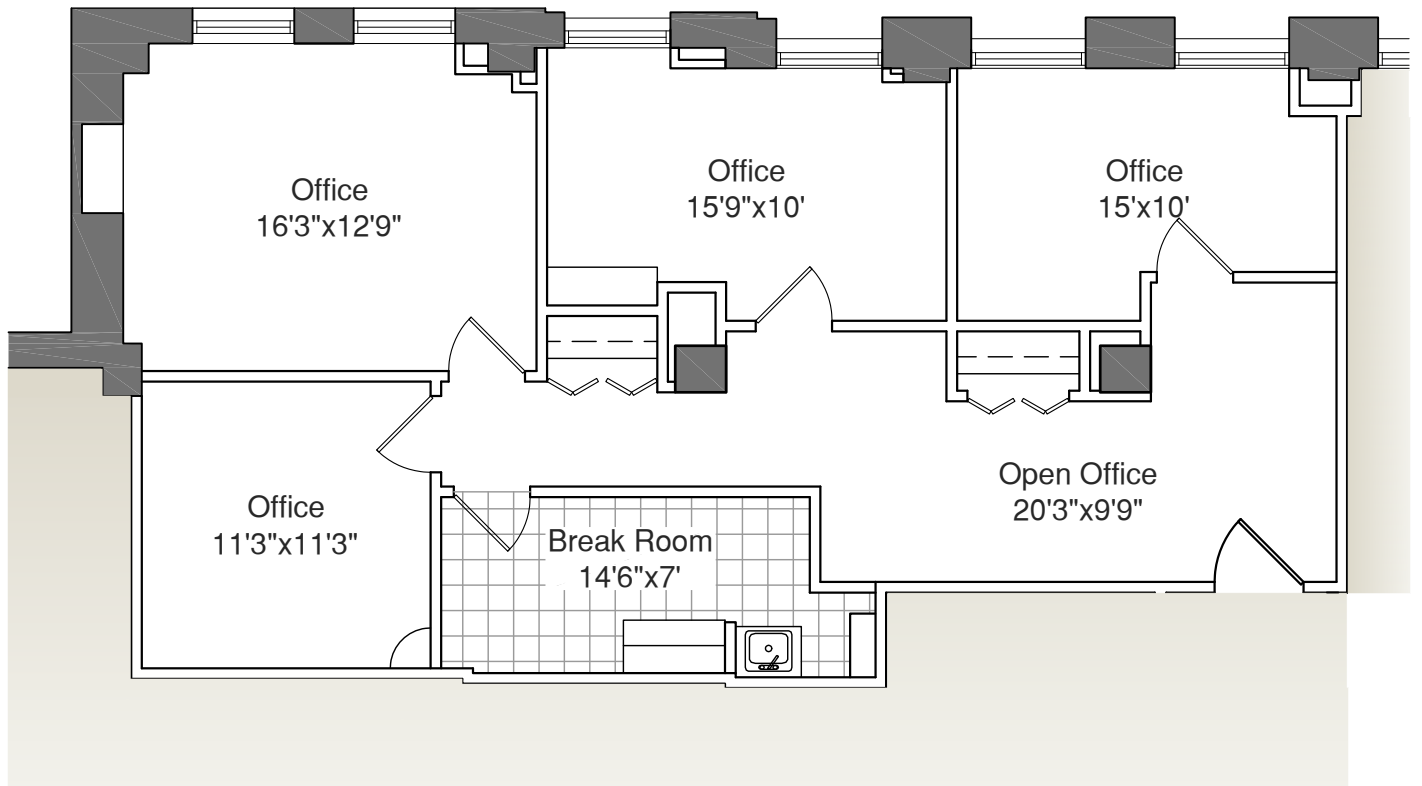 Office
16'3"x12'9"
Office
15'9"x10'
Office
15'x10'
Office
11'3"x11'3"
Break Room
14'6"x7'
Open Office
20'3"x9'9"